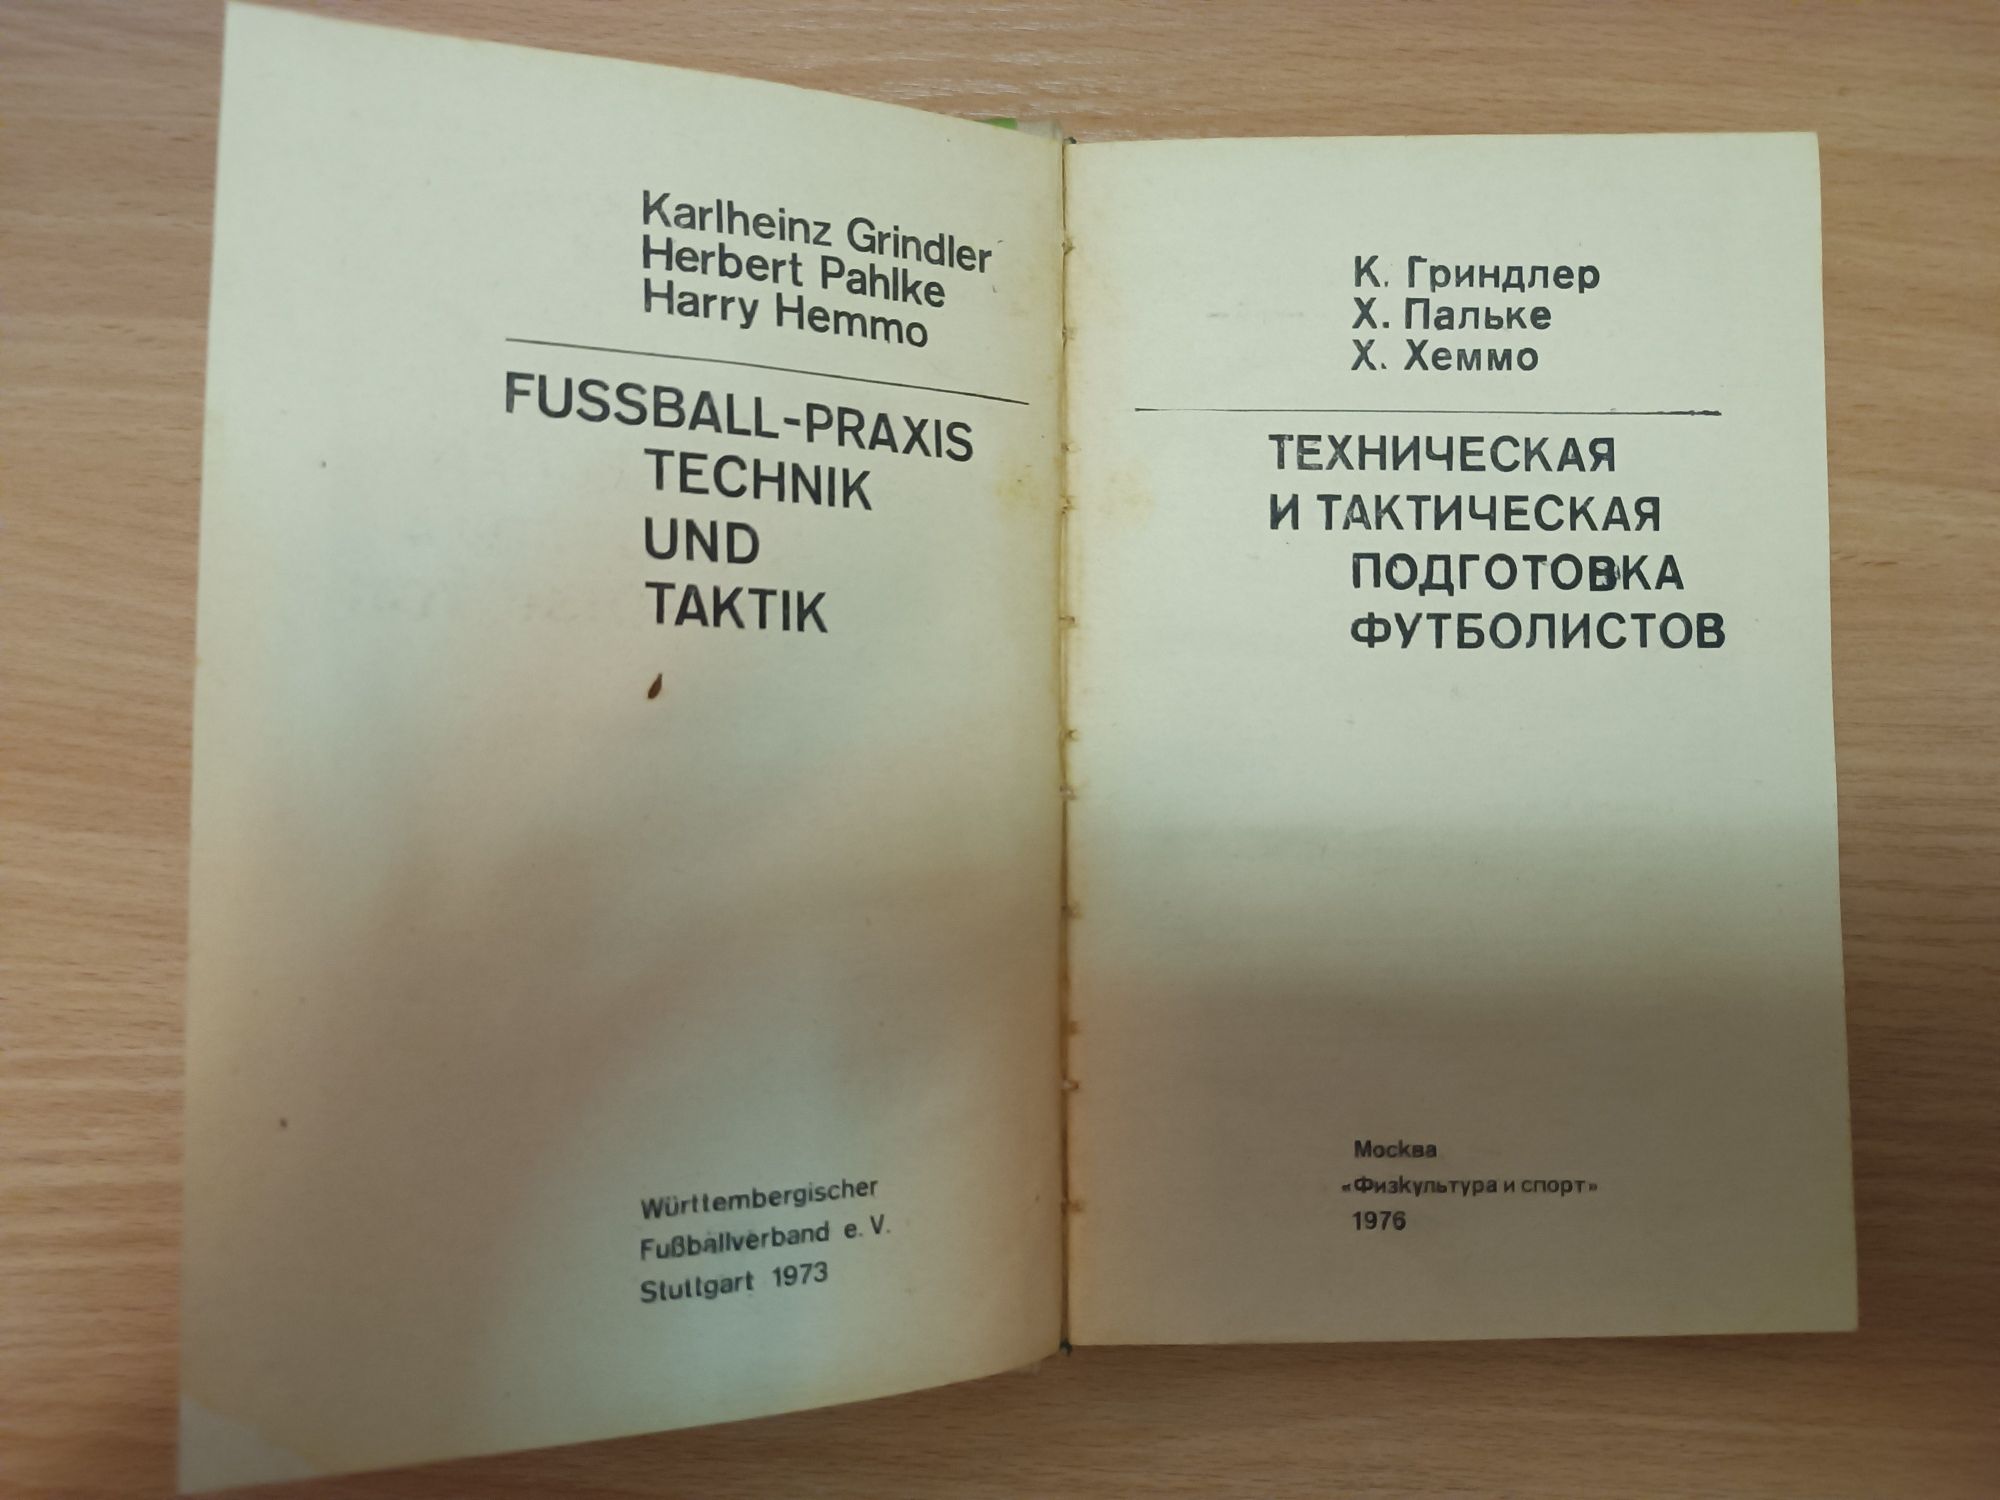 Karlheinz Grindler
Herbert Pahlke
Harry Hemmo
FUSSBALL-PRAXIS
TECHNIK
UND
TAKTIK
Württembergischer
Fußballverband e. V.
Stuttgart 1973
К. Гриндлер
Х. Пальке
Х. Хеммо
ТЕХНИЧЕСКАЯ
И ТАКТИЧЕСКАЯ
ПОДГОТОВКА
ФУТБОЛИСТОВ
Москва
«Физкультура и спорт»
1976